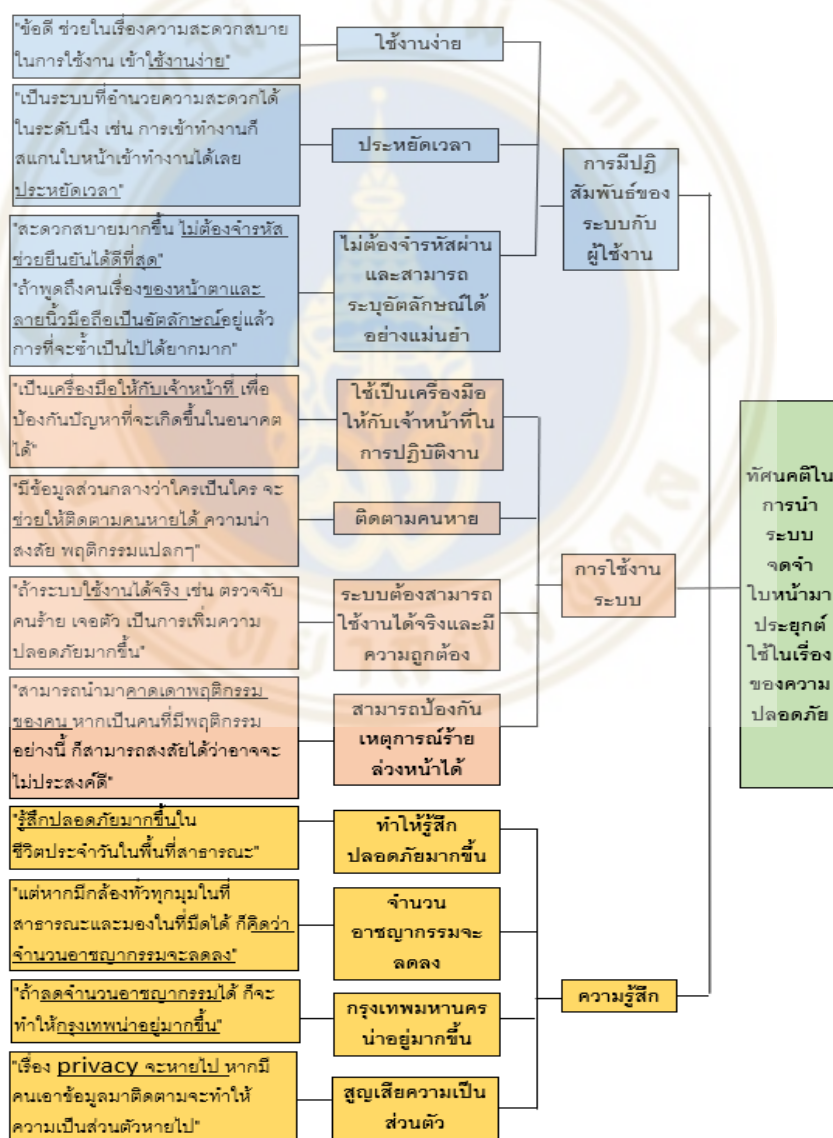 "ข้อดี ช่วยในเรื่องความสะดวกสบาย
ในการใช้งาน เข้าใช้งานง่าย"
ใช้งานง่าย
"เป็นระบบที่อำนวยความสะดวกได้
ในระดับนึง เช่น การเข้าทำงานก็
สแกนใบหน้าเข้าทำงานได้เลย
ประหยัดเวลา"
ประหยัดเวลา
"สะดวกสบายมากขึ้น ไม่ต้องจำรหัส
ช่วยยืนยันได้ดีที่สุด"
"ถ้าพูดถึงคนเรื่องของหน้าตาและ
ลายนิ้วมือถือเป็นอัตลักษณ์อยู่แล้ว
การที่จะซ้ำเป็นไปได้ยากมาก"
ไม่ต้องจำรหัสผ่าน
และสามารถ
ระบุอัตลักษณ์ได้
อย่างแม่นยำ
การมีปฏิ
สัมพันธ์ของ
ระบบกับ
ผู้ใช้งาน
"เป็นเครื่องมือให้กับเจ้าหน้าที่ เพื่อ
ป้องกันปัญหาที่จะเกิดขึ้นในอนาคต
ได้"
ใช้เป็นเครื่องมือ
ให้กับเจ้าหน้าที่ใน
การปฏิบัติงาน
"มีข้อมูลส่วนกลางว่าใครเป็นใคร จะ
ช่วยให้ติดตามคนหายได้ ความน่า
สงสัย พฤติกรรมแปลกๆ"
ติดตามคนหาย
"ถ้าระบบใช้งานได้จริง เช่น ตรวจจับ
คนร้าย เจอตัว เป็นการเพิ่มความ
ปลอดภัยมากขึ้น"
ระบบต้องสามารถ
ใช้งานได้จริงและมี
ความถูกต้อง
"สามารถนำมาคาดเดาพฤติกรรม
ของคน หากเป็นคนที่มีพฤติกรรม
อย่างนี้ ก็สามารถสงสัยได้ว่าอาจจะ
ไม่ประสงค์ดี"
สามารถป้องกัน
เหตุการณ์ร้าย
ล่วงหน้าได้
การใช้งาน
ระบบ
"รู้สึกปลอดภัยมากขึ้นใน
ชีวิตประจำวันในพื้นที่สาธารณะ"
ทำให้รู้สึก
ปลอดภัยมากขึ้น
"แต่หากมีกล้องทั่วทุกมุมในที่
สาธารณะและมองในที่มืดได้ ก็คิดว่า
จำนวนอาชญากรรมจะลดลง"
จำนวน
อาชญากรรมจะ
ลดลง
"ถ้าลดจำนวนอาชญากรรมได้ ก็จะ
ทำให้กรุงเทพน่าอยู่มากขึ้น"
กรุงเทพมหานคร
น่าอยู่มากขึ้น
"เรื่อง privacy จะหายไป หากมี
คนเอาข้อมูลมาติดตามจะทำให้
ความเป็นส่วนตัวหายไป"
สูญเสียความเป็น
ส่วนตัว
ความรู้สึก
ทัศนคติใน
การนำ
ระบบ
จดจำ
ใบหน้ามา
ประยุกต์
ใช้ในเรื่อง
ของความ
ปลอดภัย